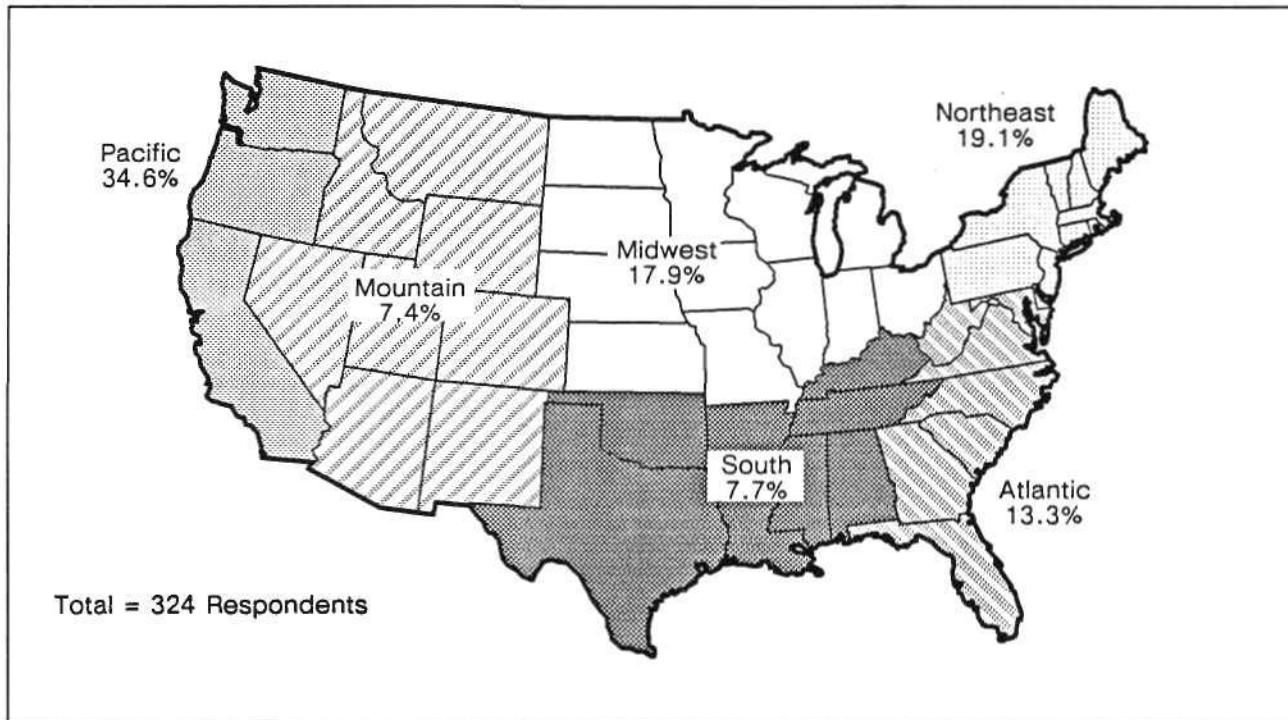 Northeast
19.1%
Pacific
34.6%
Midwest
17.9%
Mountain
7.4%
South
7.7%
Atlantic
13.3%
Total = 324 Respondents